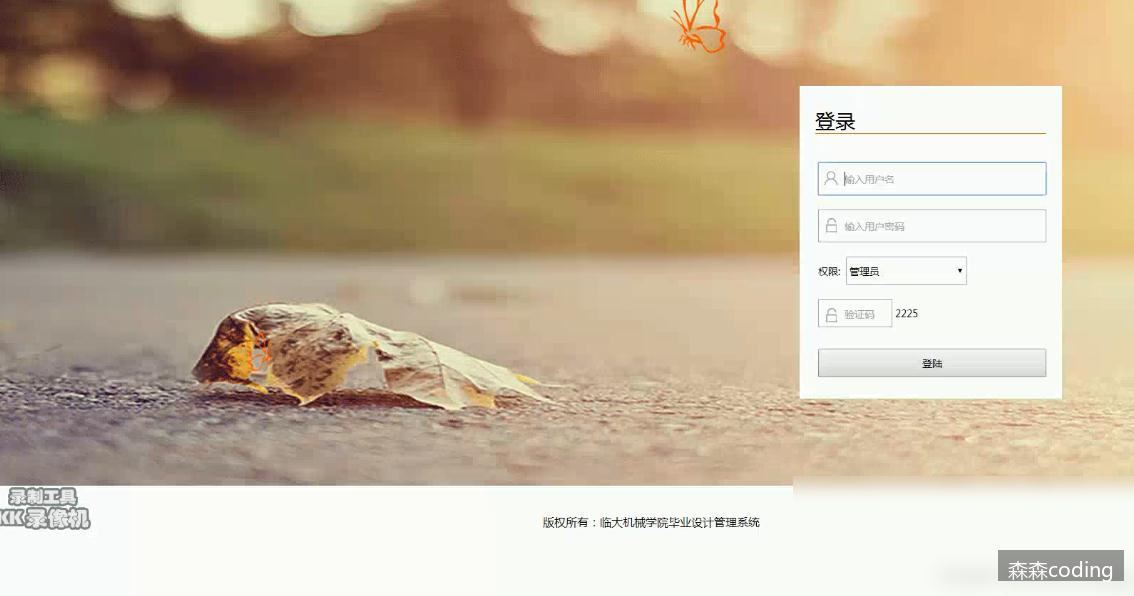 登录
输入用户名
输入用户密码
权限: 管理员
验证码 2225
登陆
录制工具
KK录像机
版权所有：临大机械学院毕业设计管理系统
森森coding